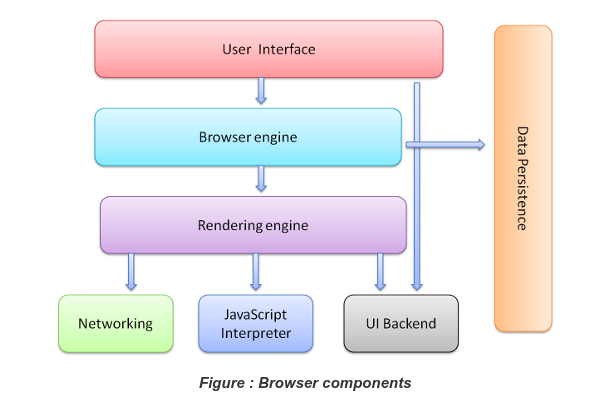 User Interface
Browser engine
Data Persistence
Rendering engine
Networking
JavaScript
Interpreter
UI Backend
Figure : Browser components